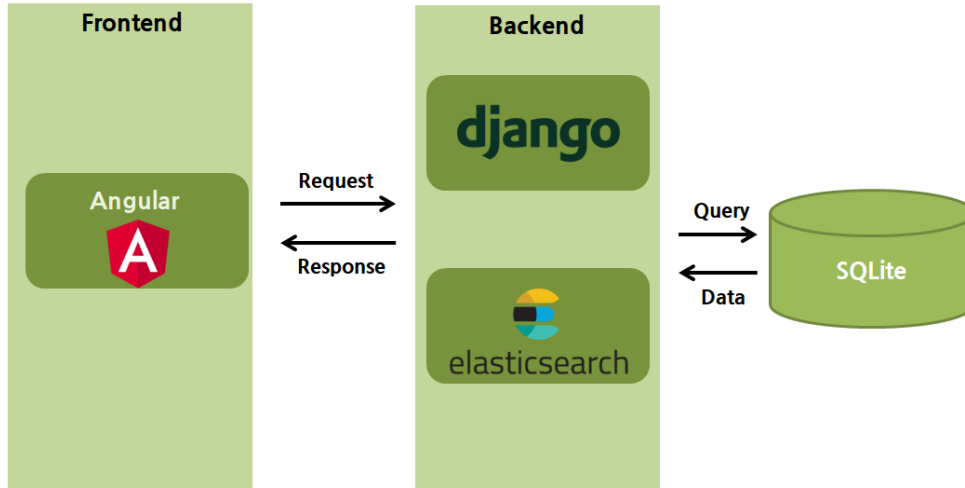 Frontend
Backend
django
Angular
A
Request
Response
elasticsearch
Query
Data
SQLite